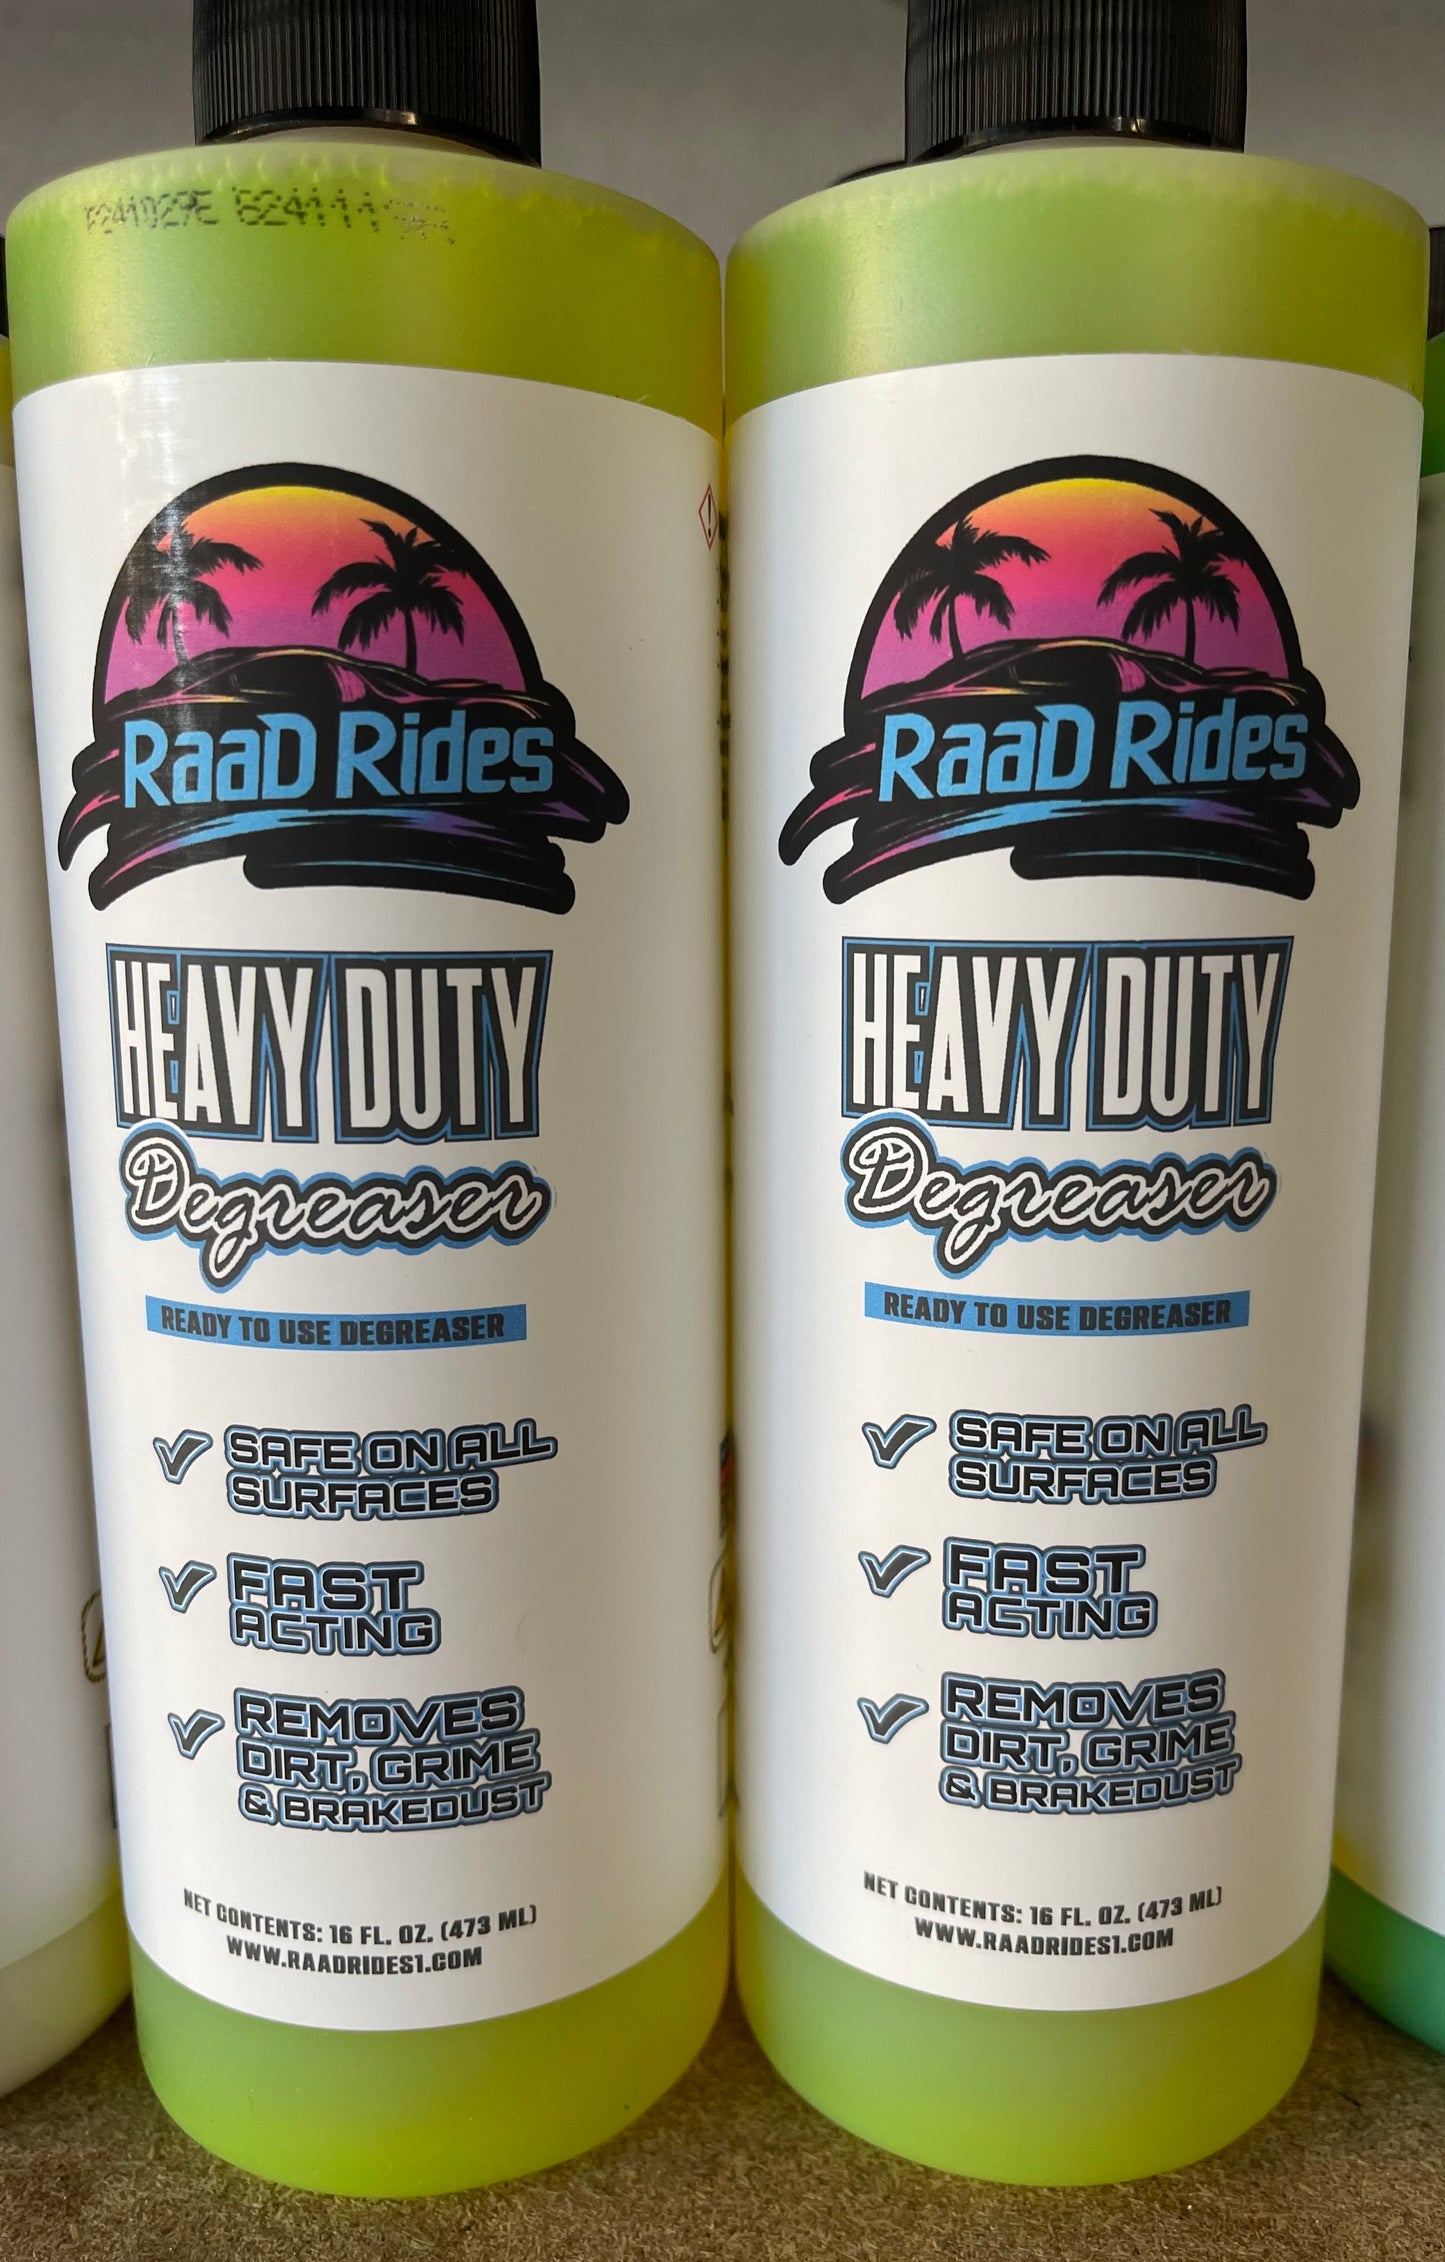 RaaD Rides
HEAVY DUTY
Degreaser
READY TO USE DEGREASER
SAFE ON ALL
SURFACES
FAST
ACTING
REMOVES
DIRT, GRIME
& BRAKEDUST
NET CONTENTS: 16 FL. OZ. (473 ML)
WWW.RAADRIDES1.COM
RaaD Rides
HEAVY DUTY
Degreaser
READY TO USE DEGREASER
SAFE ON ALL
SURFACES
FAST
ACTING
REMOVES
DIRT, GRIME
& BRAKEDUST
NET CONTENTS: 16 FL. OZ. (473 ML)
WWW.RAADRIDES1.COM